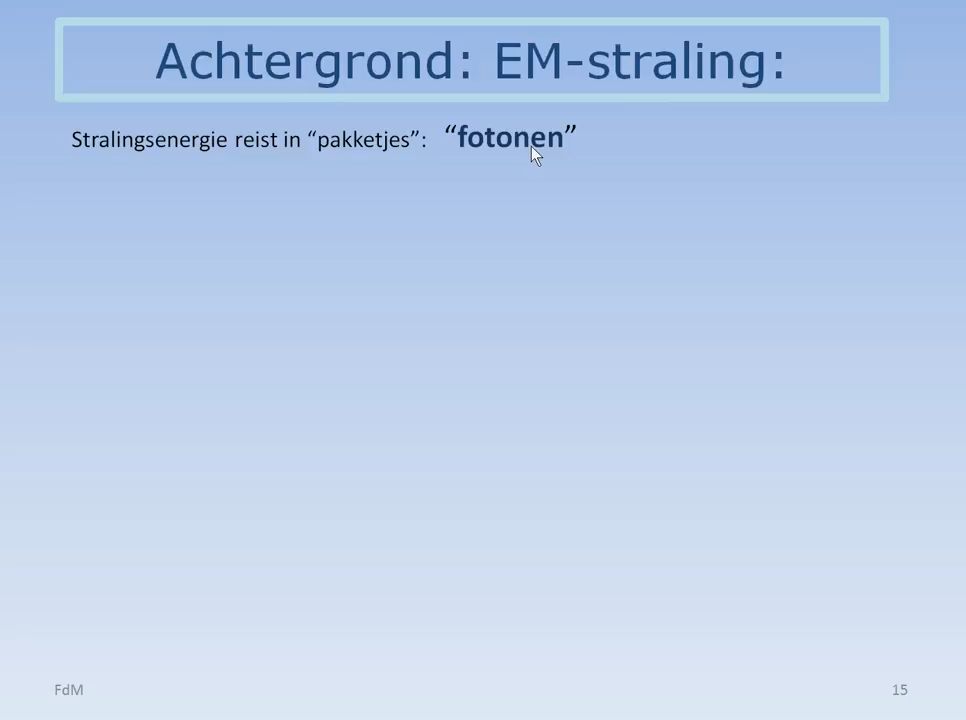 Achtergrond: EM-straling:
Stralingsenergie reist in “pakketjes”: “fotonen”
FdM
15